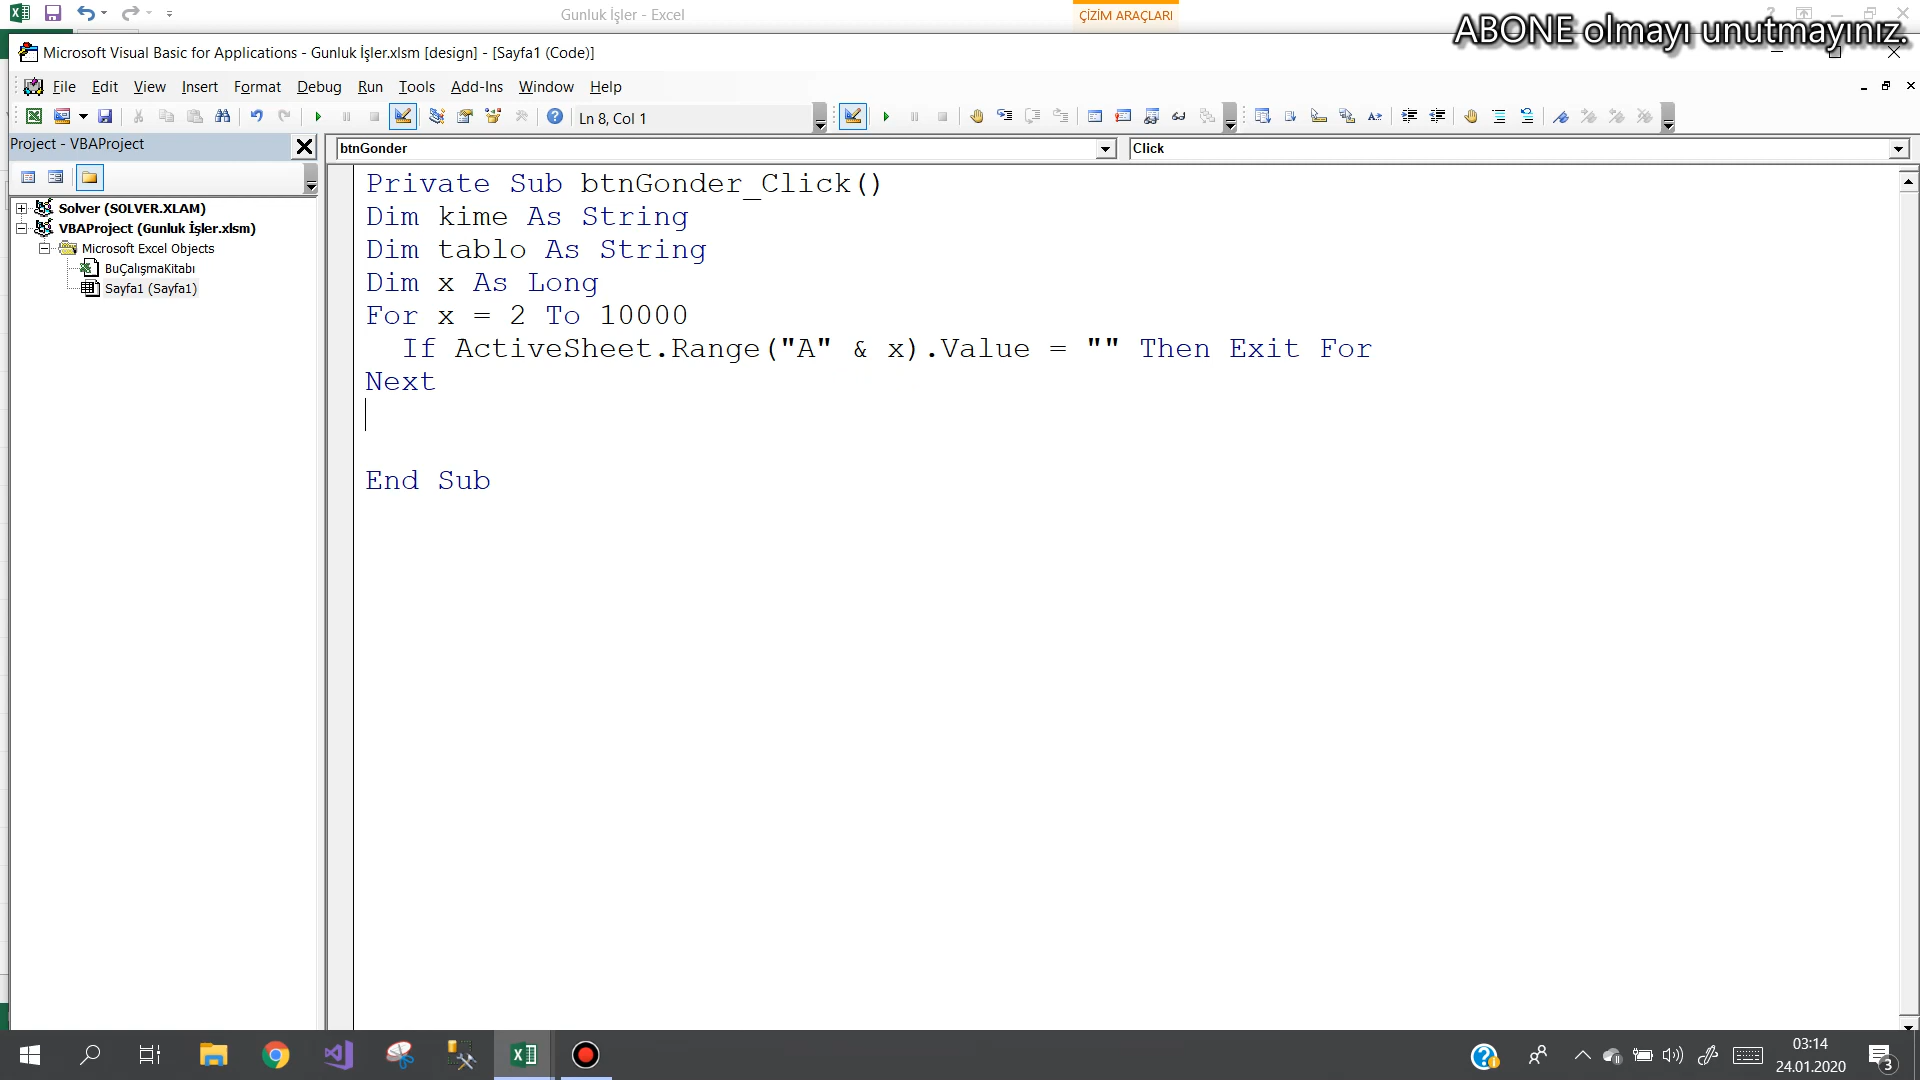 Gunluk İşler - Excel
ÇİZİM ARAÇLARI
ABONE olmayı unutmayınız.
Microsoft Visual Basic for Applications - Gunluk İşler.xlsm [design] - [Sayfa1 (Code)]
File Edit View Insert Format Debug Run Tools Add-Ins Window Help
Ln 8, Col 1
Project - VBAProject
btnGonder
Click
Solver (SOLVER.XLAM)
VBAProject (Gunluk İşler.xlsm)
Microsoft Excel Objects
BuÇalışmaKitabı
Sayfa1 (Sayfa1)
Private Sub btnGonder_Click()
Dim kime As String
Dim tablo As String
Dim x As Long
For x = 2 To 10000
If ActiveSheet.Range("A" & x).Value = "" Then Exit For
Next
End Sub
03:14
24.01.2020
3